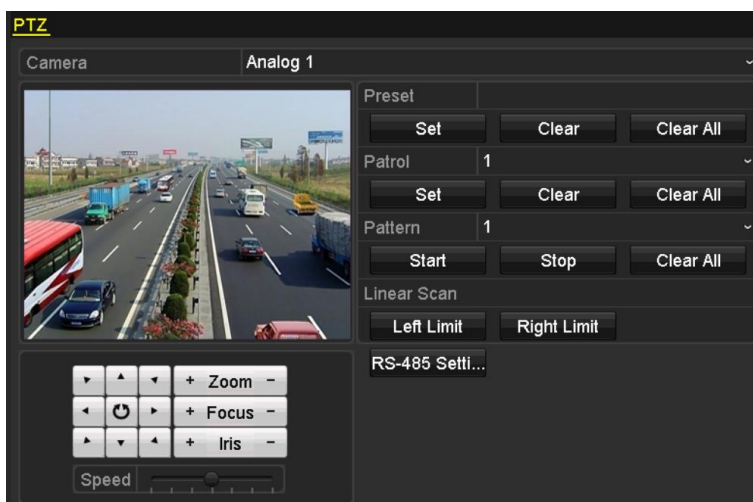 PTZ
Camera Analog 1
Preset
Set Clear Clear All
Patrol 1
Set Clear Clear All
Pattern 1
Start Stop Clear All
Linear Scan
Left Limit Right Limit
RS-485 Setti...
+ Zoom -
+ Focus -
+ Iris -
Speed